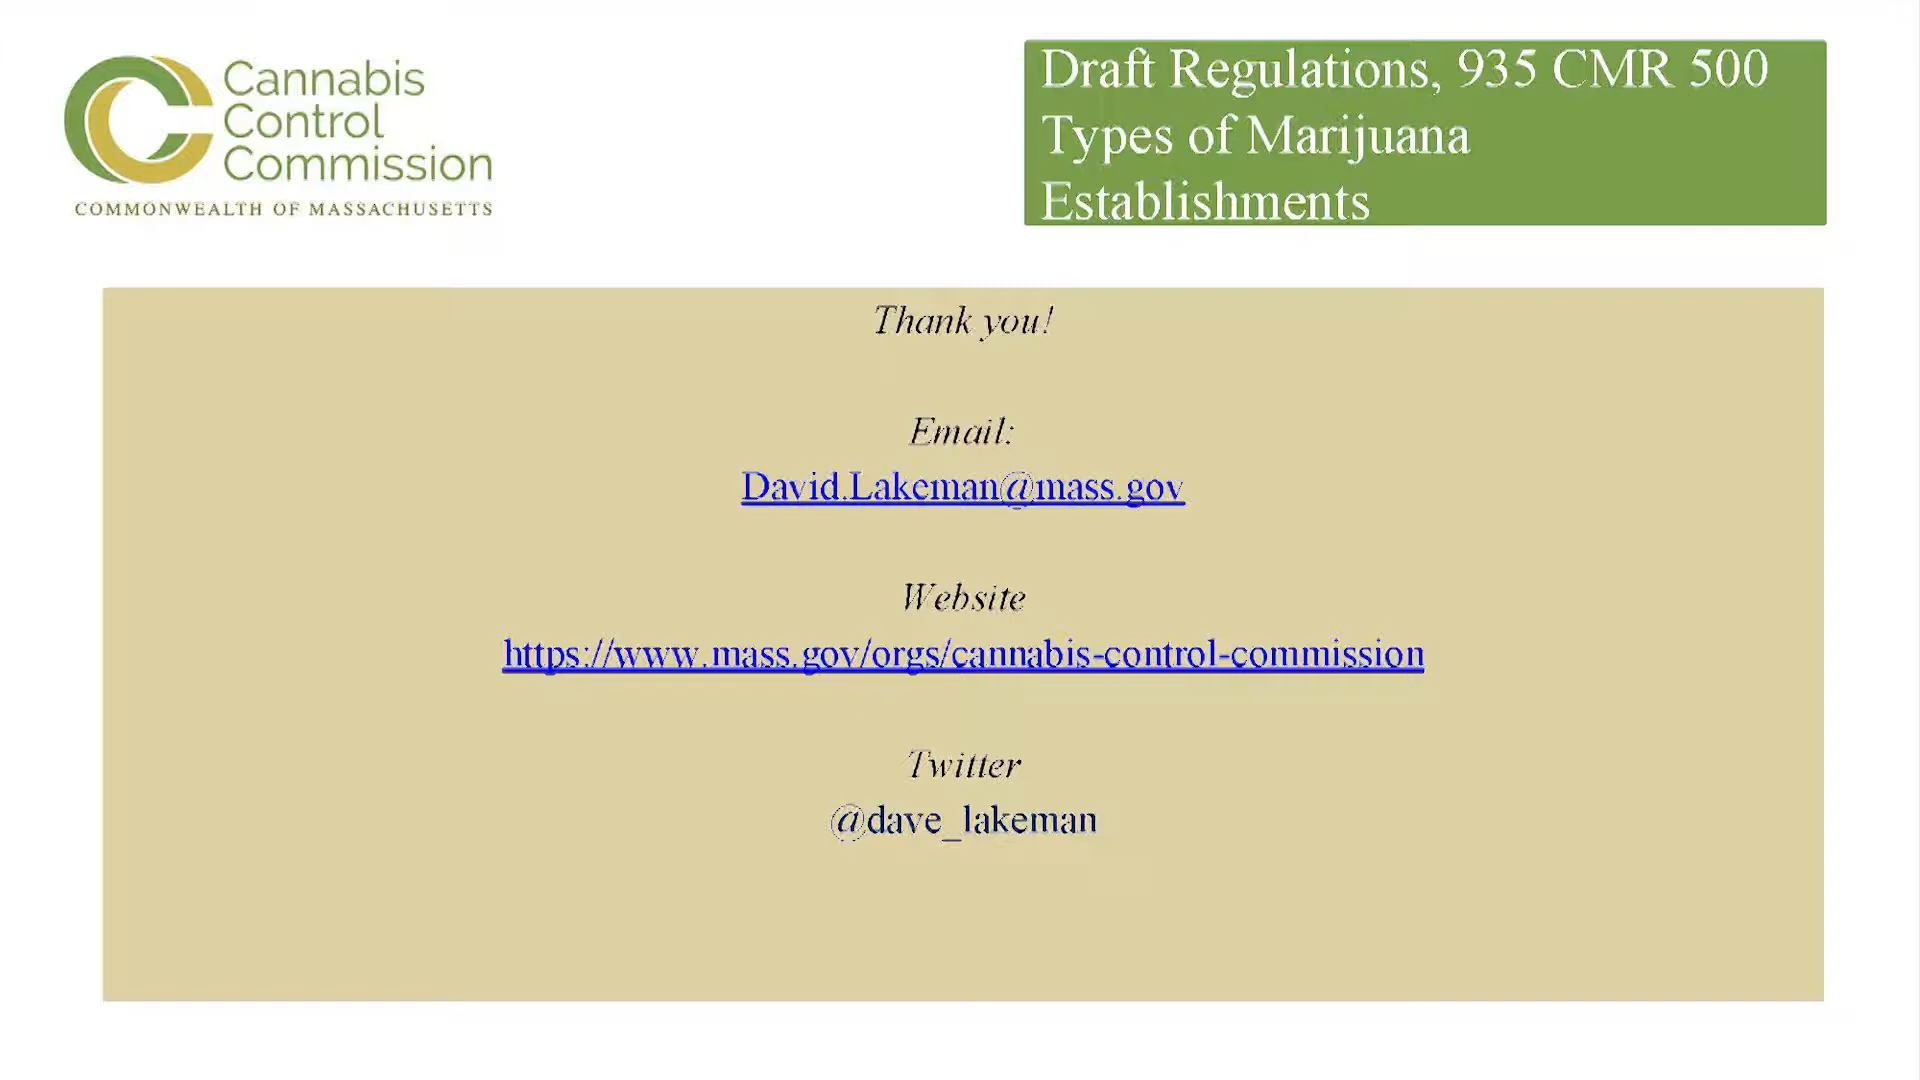 Cannabis
Control
Commission
COMMONWEALTH OF MASSACHUSETTS
Draft Regulations, 935 CMR 500
Types of Marijuana
Establishments
Thank you!
Email:
David.Lakeman@mass.gov
Website
https://www.mass.gov/orgs/cannabis-control-commission
Twitter
@dave_lakeman